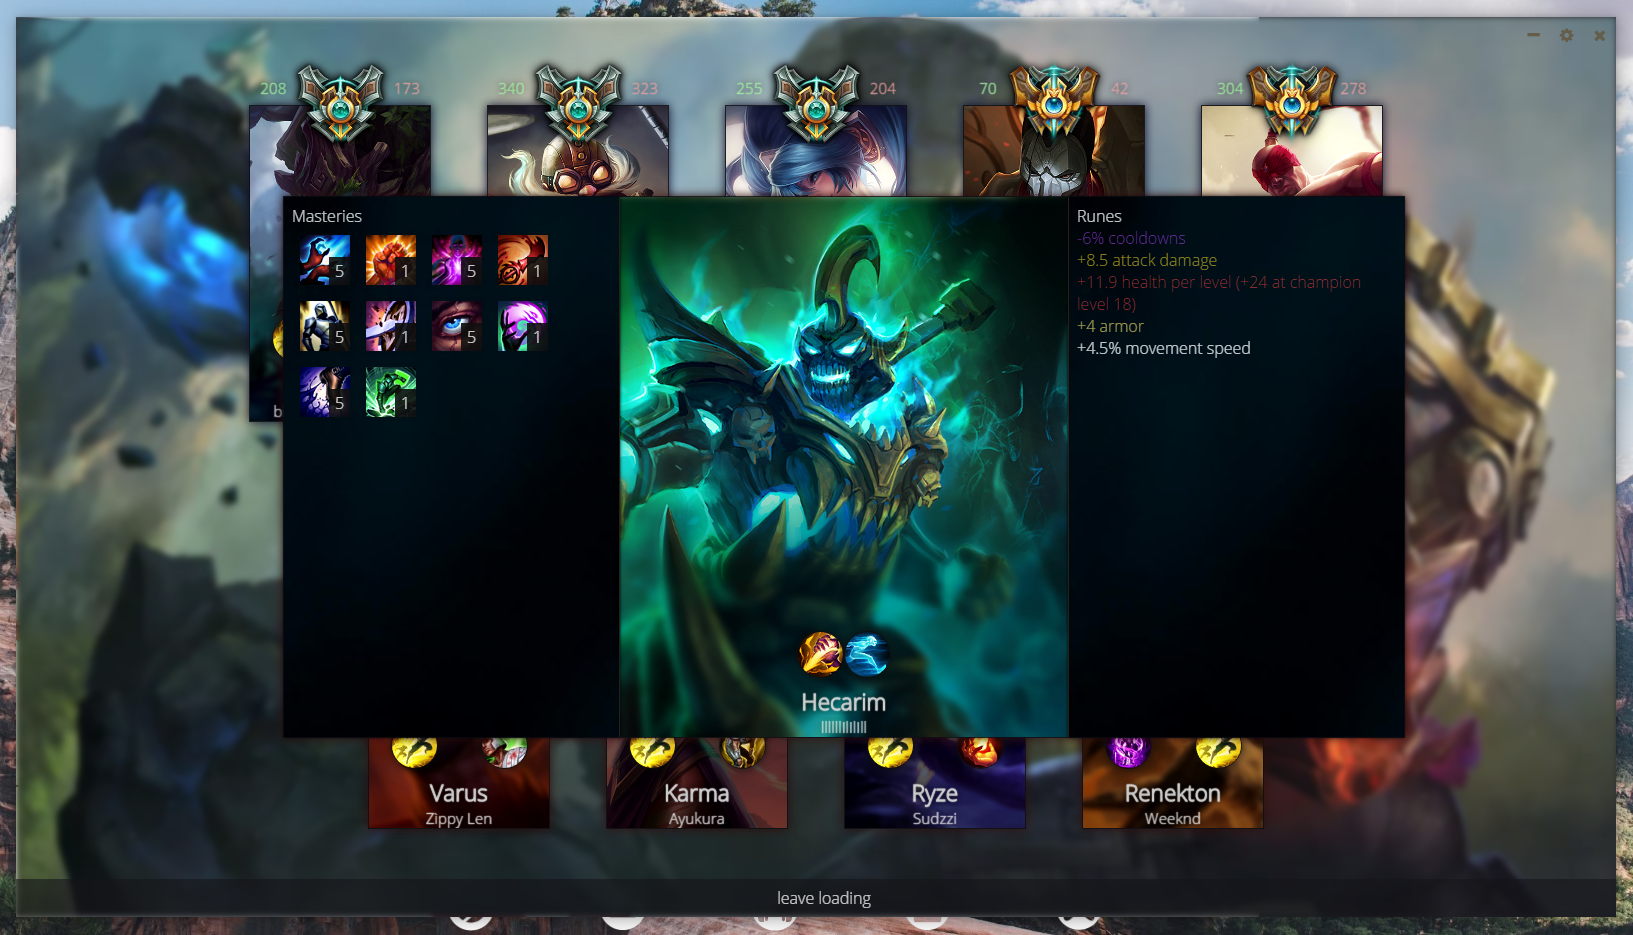 208 173 340 323 255 204 70 42 304 278
Masteries
5 1 5 1
5 1 5 1
5 1
Hecarim
Runes
-6% cooldowns
+8.5 attack damage
+11.9 health per level (+24 at champion
level 18)
+4 armor
+4.5% movement speed
b
Varus
Zippy Len
Karma
Ayukura
Ryze
Sudzzi
Renekton
Weeknd
leave loading